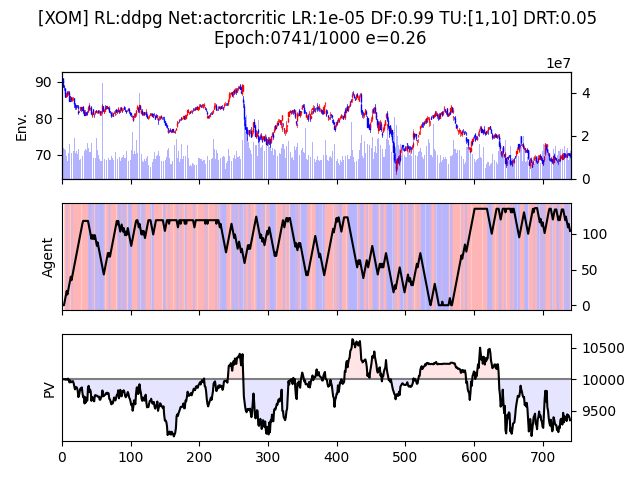 [XOM] RL:ddpg Net:actorcritic LR:1e-05 DF:0.99 TU:[1,10] DRT:0.05
Epoch:0741/1000 e=0.26
1e7
90
80
70
Env.
4
2
0
Agent
100
50
0
PV
10500
10000
9500
0 100 200 300 400 500 600 700